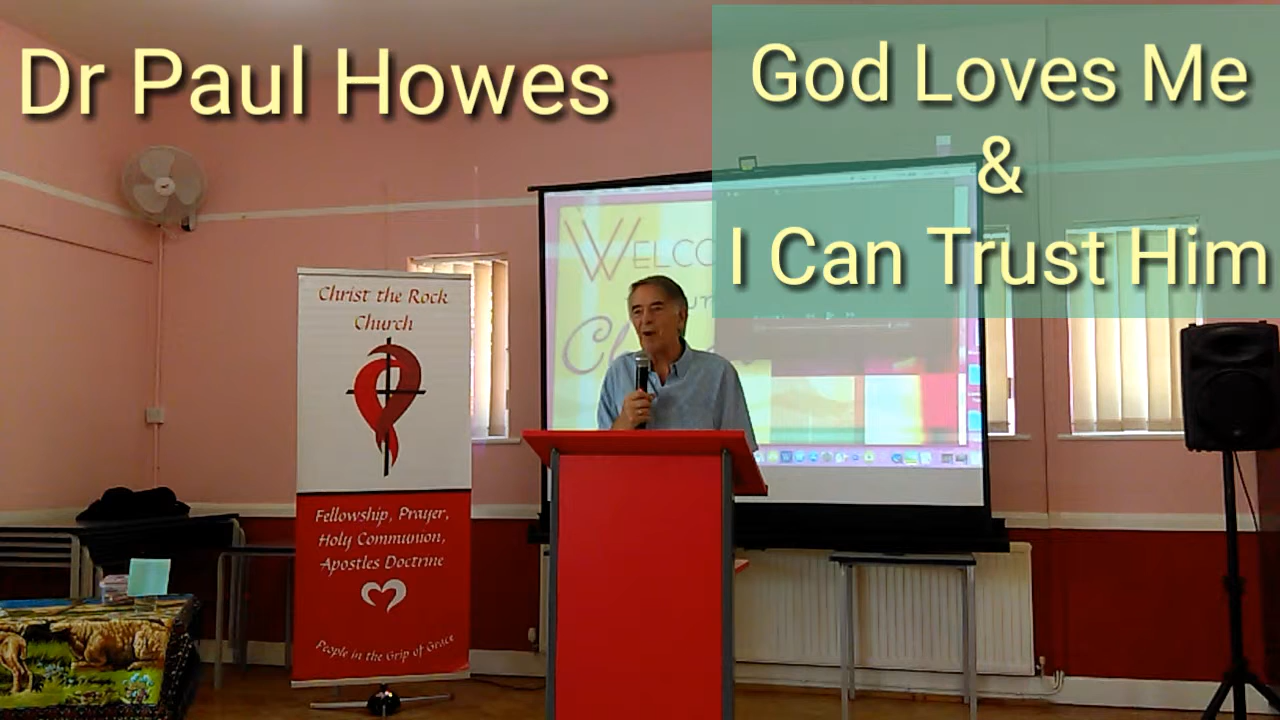 Dr Paul Howes
God Loves Me
&
I Can Trust Him
Christ the Rock
Church
Fellowship, Prayer,
Holy Communion,
Apostles Doctrine
People in the Grip of Grace